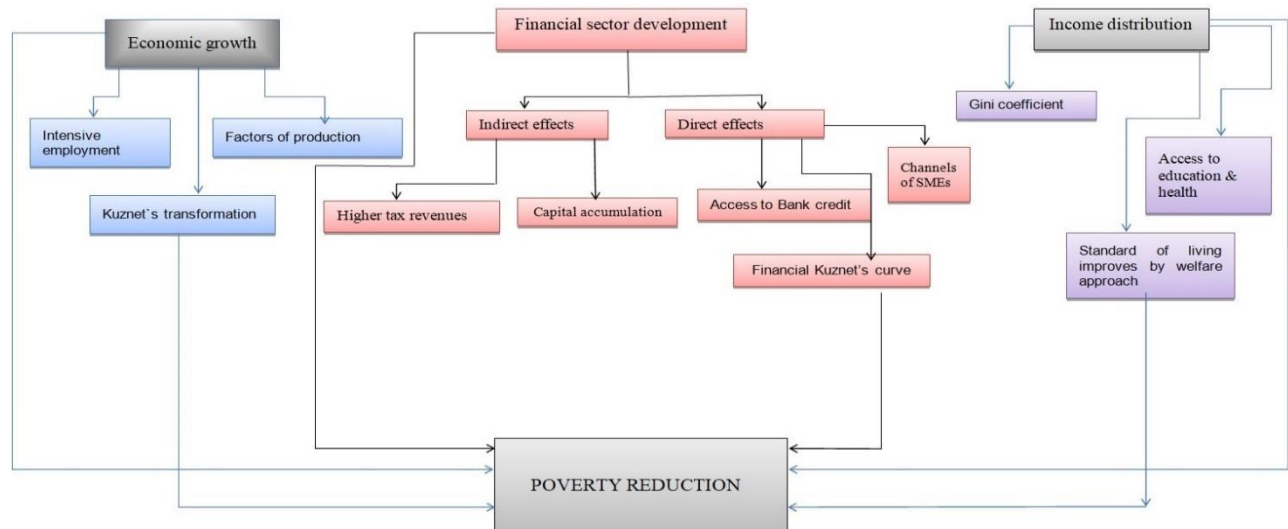 Economic growth
Financial sector development
Income distribution
Intensive
employment
Factors of production
Kuznet`s transformation
Indirect effects
Direct effects
Higher tax revenues
Capital accumulation
Access to Bank credit
Channels
of SMEs
Financial Kuznet's curve
Gini coefficient
Access to
education &
health
Standard of living
improves by welfare
approach
POVERTY REDUCTION